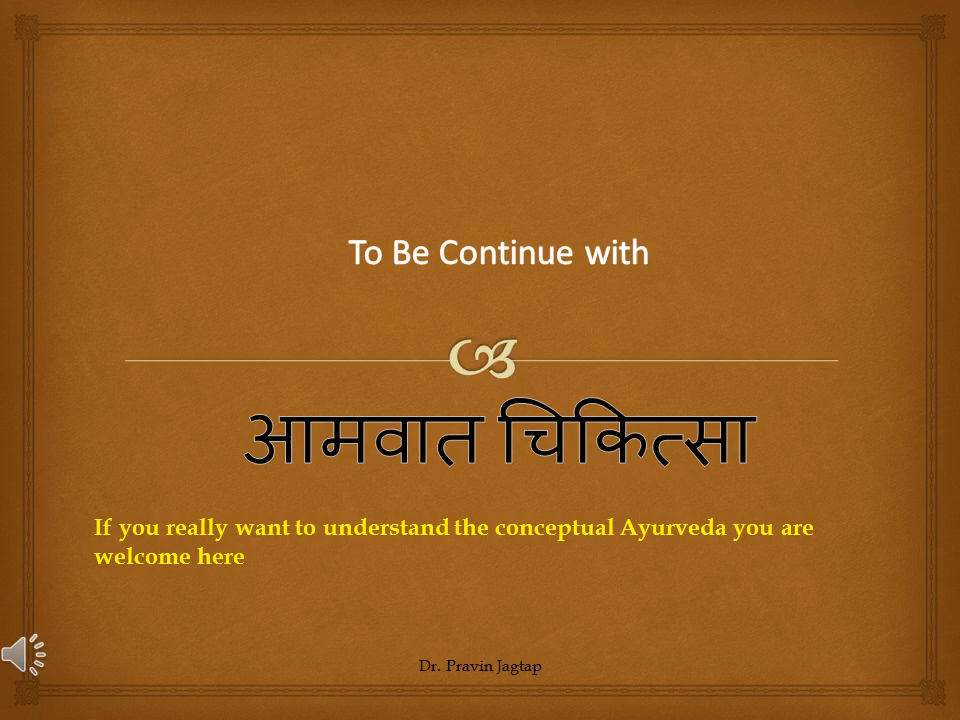 To Be Continue with
आमवात चिकित्सा
If you really want to understand the conceptual Ayurveda you are
welcome here
Dr. Pravin Jagtap